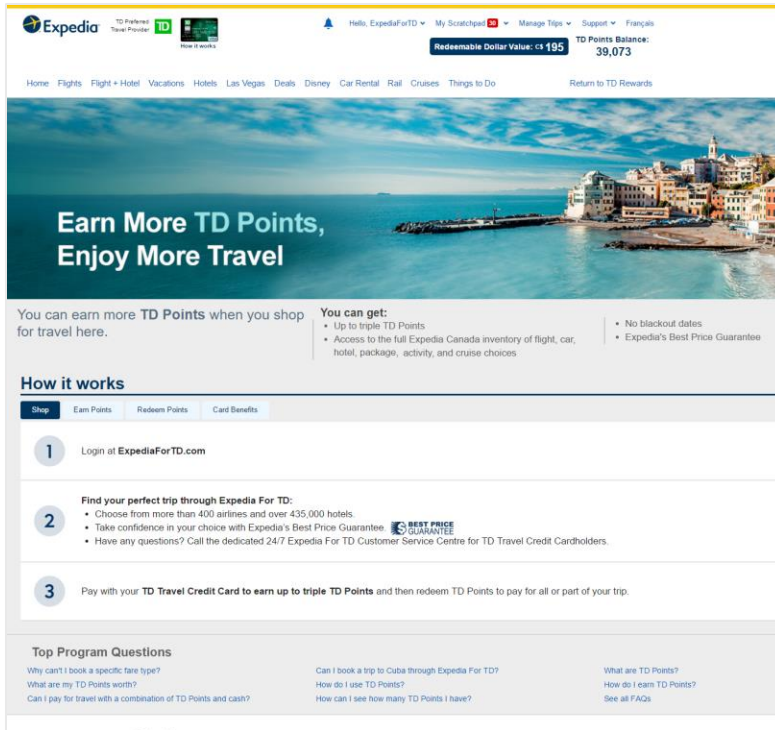 Expedia
TD Preferred
Travel Provider
TD
How it works
Hello, ExpediaForTD
My Scratchpad 30
Manage Trips
Support
Français
Redeemable Dollar Value: C$ 195
TD Points Balance:
39,073
Home Flights Flight + Hotel Vacations Hotels Las Vegas Deals Disney Car Rental Rail Cruises Things to Do Return to TD Rewards
Earn More TD Points,
Enjoy More Travel
You can earn more TD Points when you shop
for travel here.
You can get:
• Up to triple TD Points
• Access to the full Expedia Canada inventory of flight, car,
hotel, package, activity, and cruise choices
• No blackout dates
• Expedia's Best Price Guarantee
How it works
Shop Earn Points Redeem Points Card Benefits
1 Login at ExpediaForTD.com
2
Find your perfect trip through Expedia For TD:
• Choose from more than 400 airlines and over 435,000 hotels.
• Take confidence in your choice with Expedia's Best Price Guarantee. BEST PRICE GUARANTEE
• Have any questions? Call the dedicated 24/7 Expedia For TD Customer Service Centre for TD Travel Credit Cardholders.
3 Pay with your TD Travel Credit Card to earn up to triple TD Points and then redeem TD Points to pay for all or part of your trip.
Top Program Questions
Why can't I book a specific fare type?
What are my TD Points worth?
Can I pay for travel with a combination of TD Points and cash?
Can I book a trip to Cuba through Expedia For TD?
How do I use TD Points?
How can I see how many TD Points I have?
What are TD Points?
How do I earn TD Points?
See all FAQs